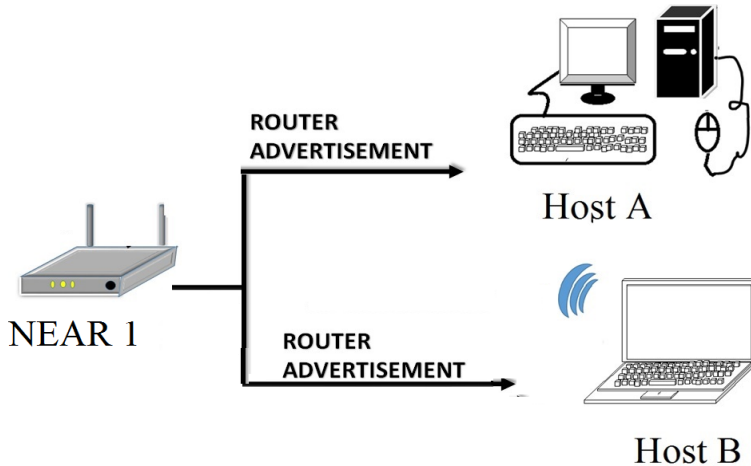 ROUTER
ADVERTISEMENT
Host A
NEAR 1
ROUTER
ADVERTISEMENT
Host B